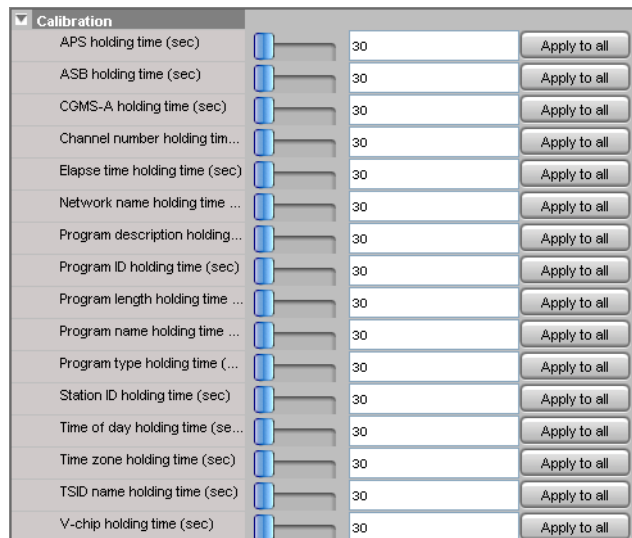 Calibration
APS holding time (sec) 30 Apply to all
ASB holding time (sec) 30 Apply to all
CGMS-A holding time (sec) 30 Apply to all
Channel number holding tim... 30 Apply to all
Elapse time holding time (sec) 30 Apply to all
Network name holding time ... 30 Apply to all
Program description holding... 30 Apply to all
Program ID holding time (sec) 30 Apply to all
Program length holding time ... 30 Apply to all
Program name holding time ... 30 Apply to all
Program type holding time (... 30 Apply to all
Station ID holding time (sec) 30 Apply to all
Time of day holding time (se... 30 Apply to all
Time zone holding time (sec) 30 Apply to all
TSID name holding time (sec) 30 Apply to all
V-chip holding time (sec) 30 Apply to all